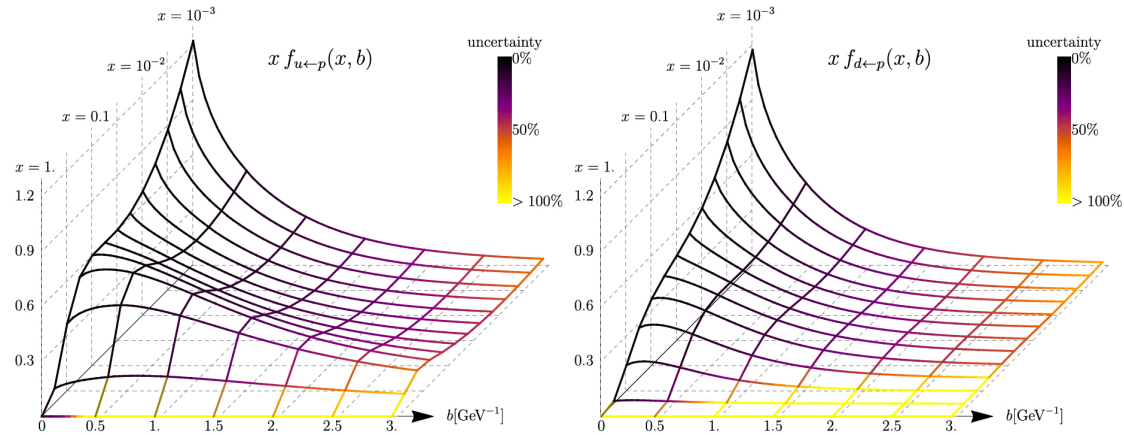 x = 10⁻³
x = 10⁻²
x = 0.1
x = 1.
x f_{u←p}(x, b)
uncertainty
0%
50%
> 100%
1.2
0.9
0.6
0.3
0 0.5 1. 1.5 2. 2.5 3. b[GeV⁻¹]
x = 10⁻³
x = 10⁻²
x = 0.1
x = 1.
x f_{d←p}(x, b)
uncertainty
0%
50%
> 100%
1.2
0.9
0.6
0.3
0 0.5 1. 1.5 2. 2.5 3. b[GeV⁻¹]